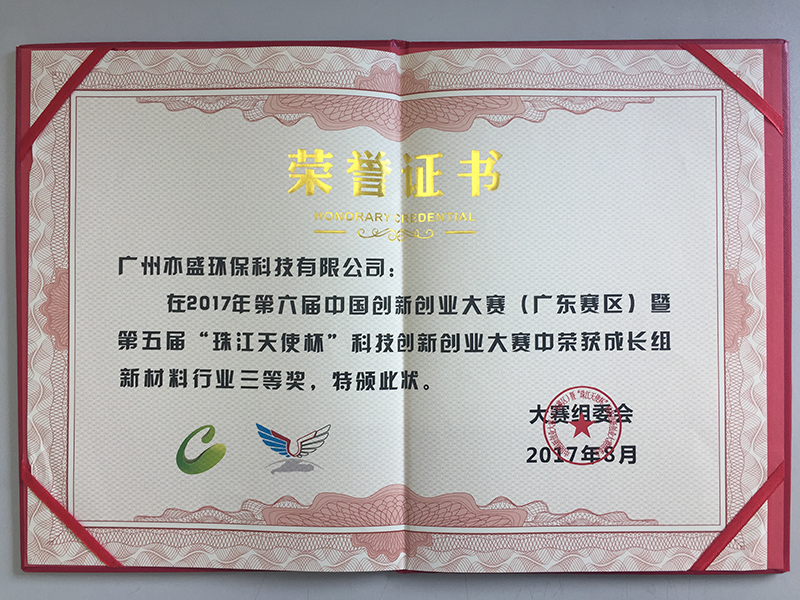 荣誉证书
HONORARY CREDENTIAL
广州亦盛环保科技有限公司：
在2017年第六届中国创新创业大赛（广东赛区）暨
第五届“珠江天使杯”科技创新创业大赛中荣获成长组
新材料行业三等奖，特颁此状。
大赛组委会
2017年8月